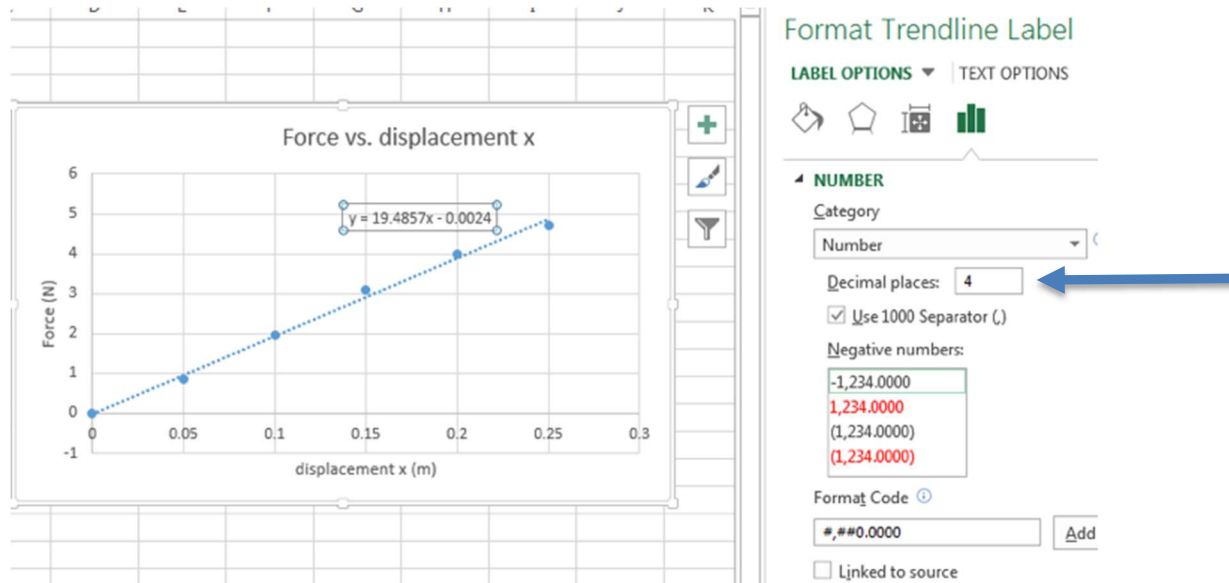 Force vs. displacement x
y = 19.4857x - 0.0024
6
5
4
3
2
1
0
-1
Force (N)
0
0.05
0.1
0.15
0.2
0.25
0.3
displacement x (m)
Format Trendline Label
LABEL OPTIONS
TEXT OPTIONS
NUMBER
Category
Number
Decimal places:
4
Use 1000 Separator (,)
Negative numbers:
-1,234.0000
1,234.0000
(1,234.0000)
(1,234.0000)
Format Code
#,##0.0000
Add
Linked to source